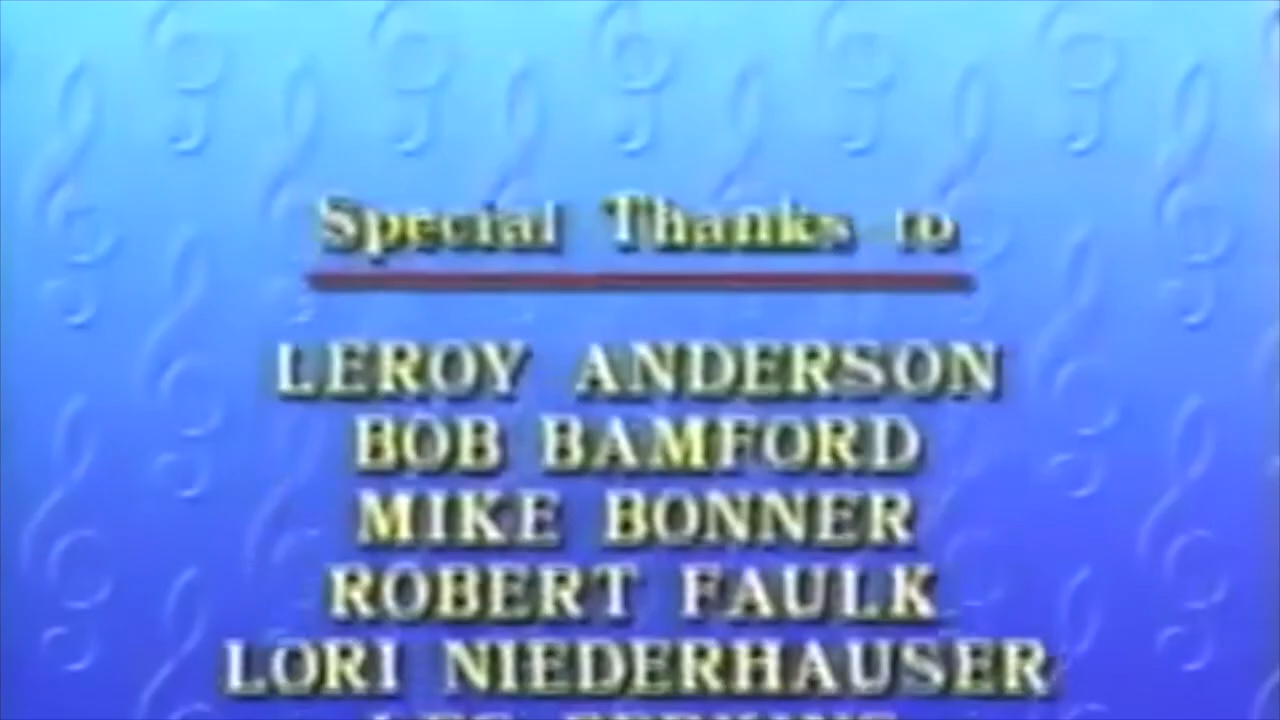 Special Thanks to
LEROY ANDERSON
BOB BAMFORD
MIKE BONNER
ROBERT FAULK
LORI NIEDERHAUSER